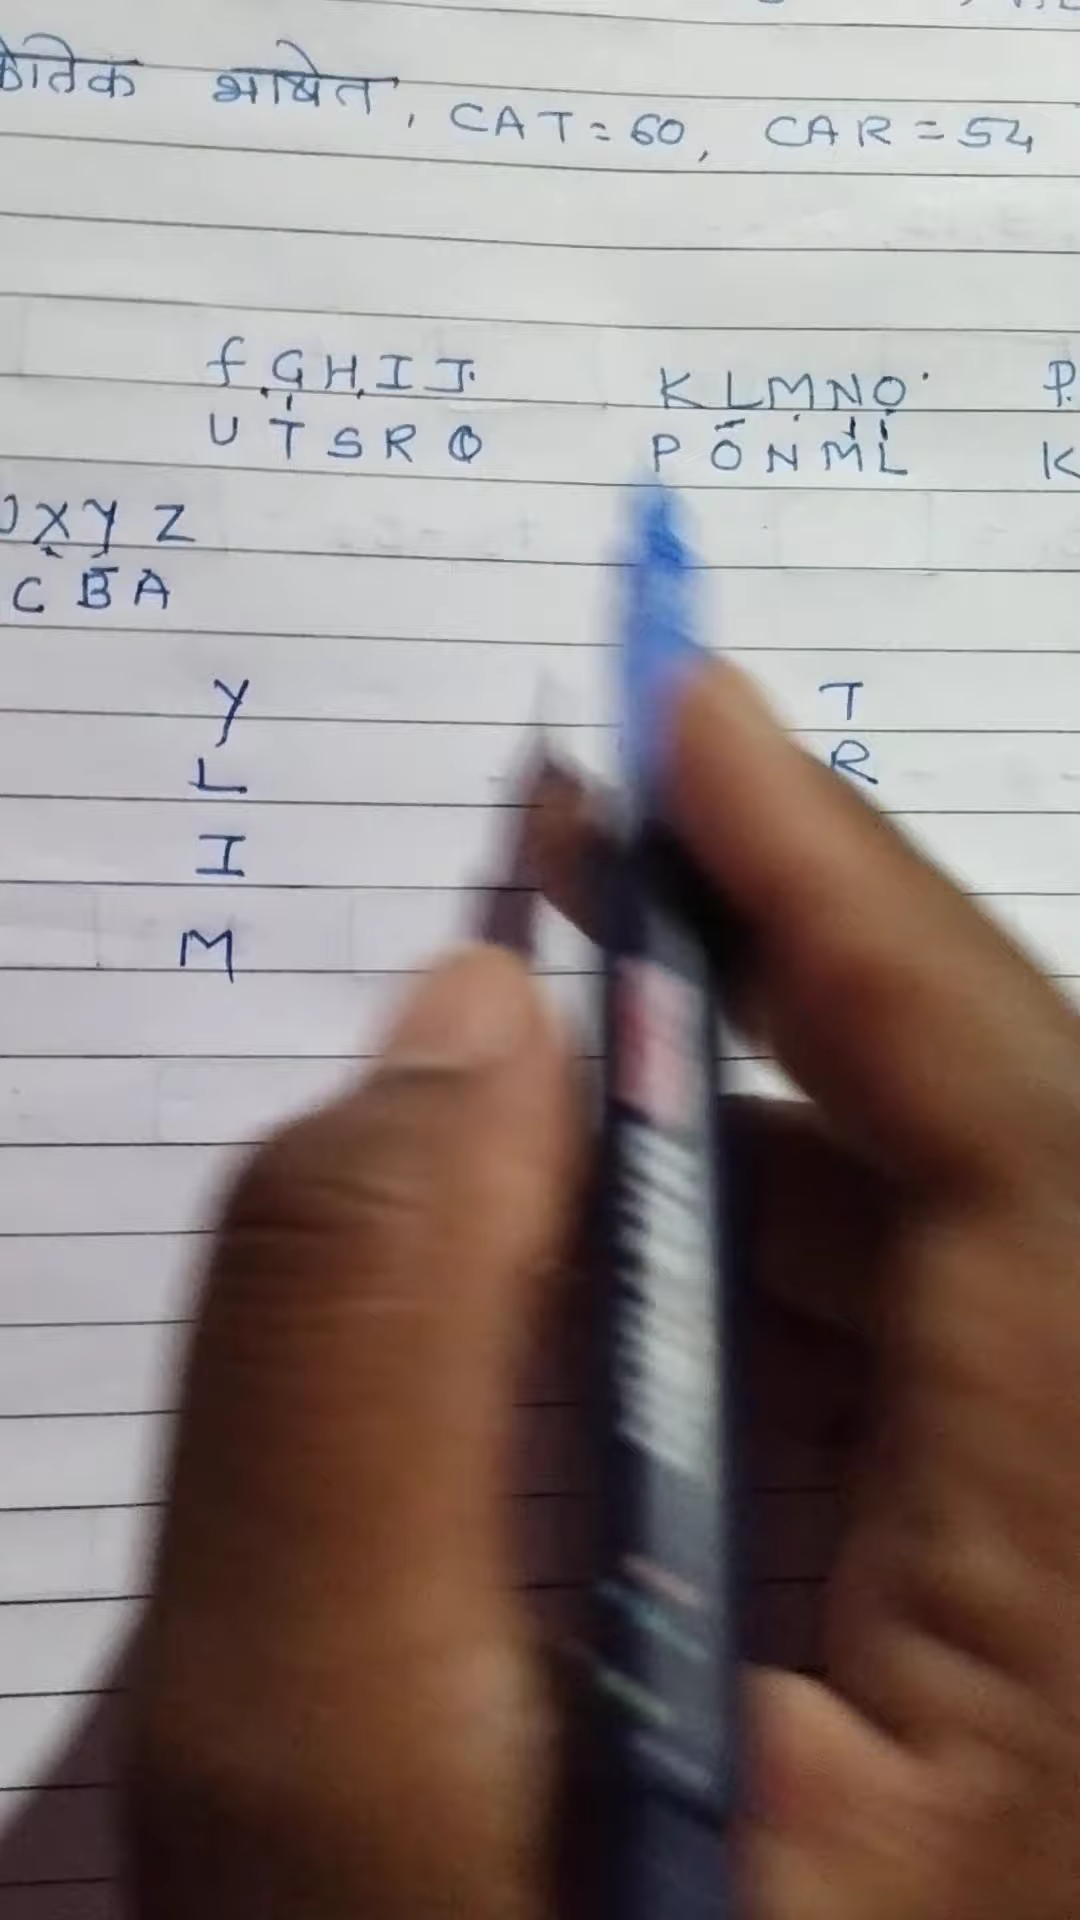 भाषेत, CAT = 60, CAR = 54
f G H I J K L M N O P
U T S R Q P O N M L K
X Y Z
C B A
Y T
L R
I
M